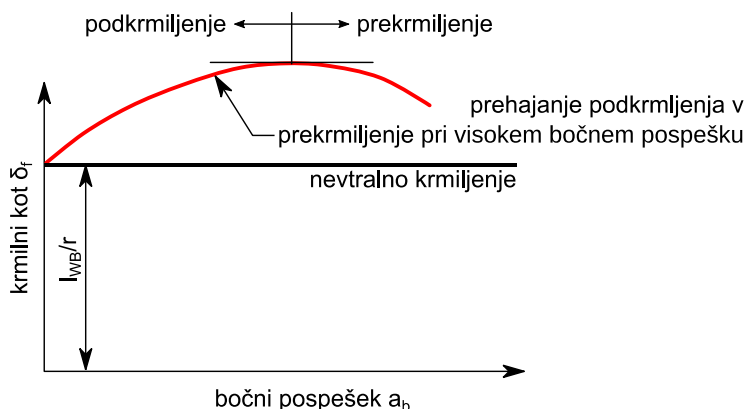 podkrmiljenje
prekrmiljenje
prehajanje podkrmljenja v
prekrmiljenje pri visokem bočnem pospešku
nevtralno krmiljenje
krmilni kot δf
lWB/r
bočni pospešek ab